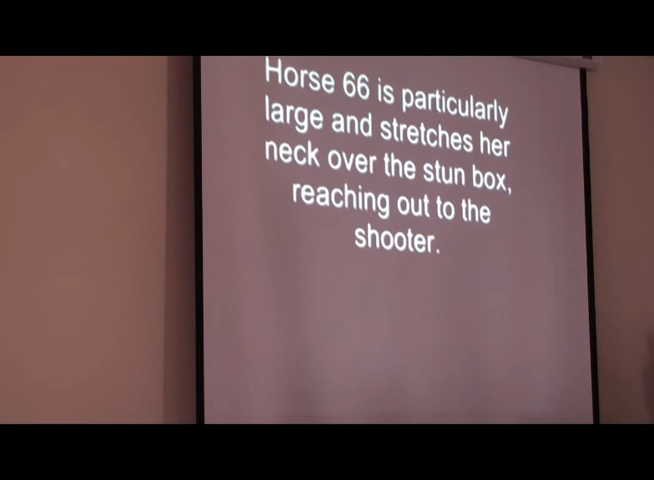 Horse 66 is particularly
large and stretches her
neck over the stun box,
reaching out to the
shooter.